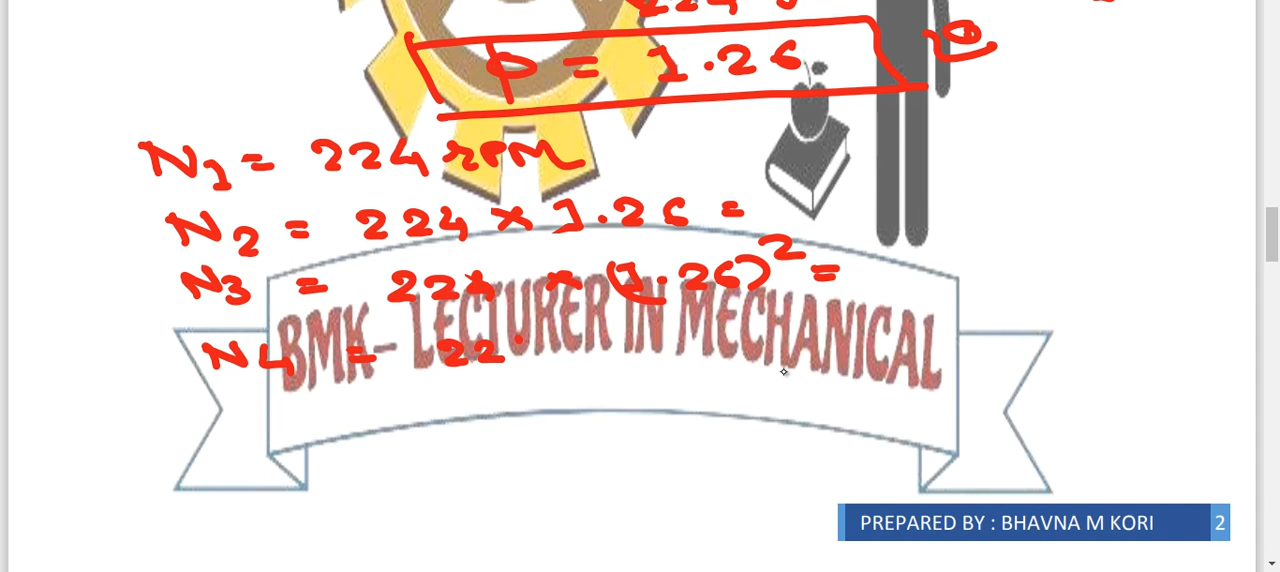 224
φ = 1.26
N1 = 224 rpm
N2 = 224 × 1.26 =
N3 = 224 × (1.26)² =
N4 = 22
BMK– LECTURER IN MECHANICAL
PREPARED BY : BHAVNA M KORI 2